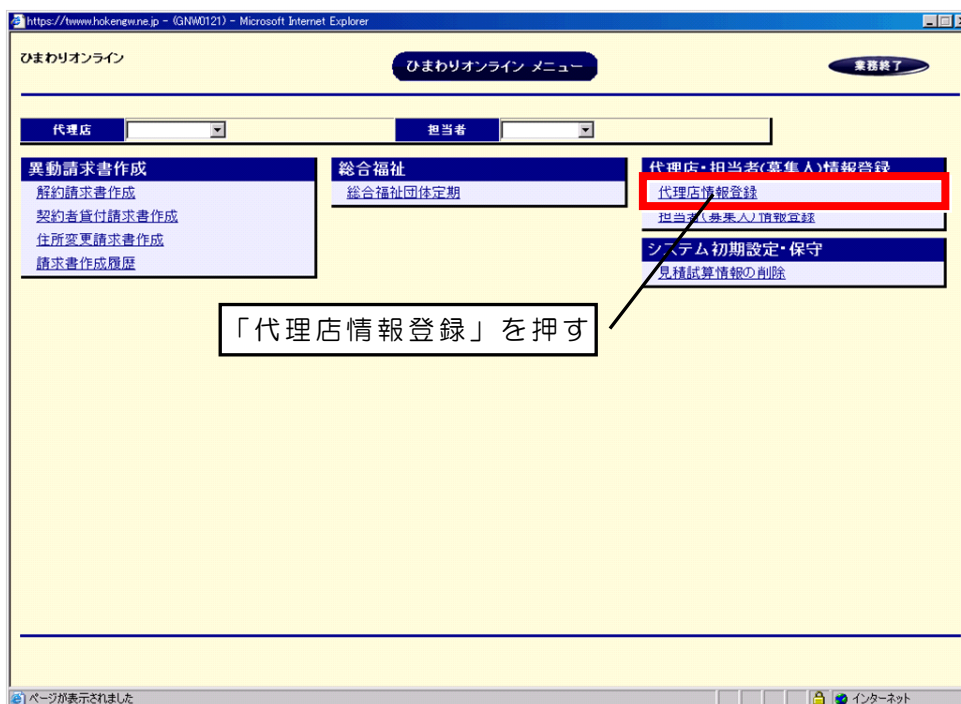 https://twww.hokengw.ne.jp - (GNW0121) - Microsoft Internet Explorer
ひまわりオンライン
ひまわりオンライン メニュー
業務終了
代理店
担当者
異動請求書作成
解約請求書作成
契約者貸付請求書作成
住所変更請求書作成
請求書作成履歴
総合福祉
総合福祉団体定期
代理店・担当者(募集人)情報登録
代理店情報登録
担当者(募集人)情報登録
システム初期設定・保守
見積試算情報の削除
「代理店情報登録」を押す
ページが表示されました
インターネット